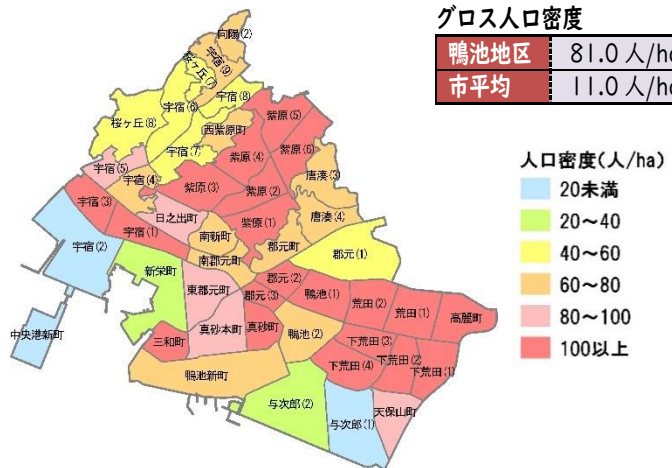 グロス人口密度
鴨池地区 81.0 人/ha
市平均 11.0 人/ha
人口密度(人/ha)
20未満
20~40
40~60
60~80
80~100
100以上
向陽(2)
宇宿(9)
桜ヶ丘(7)
宇宿(8)
宇宿(6)
桜ヶ丘(8)
西紫原町
紫原(5)
紫原(6)
紫原(4)
宇宿(7)
宇宿(5)
宇宿(4)
紫原(3)
紫原(2)
唐湊(3)
唐湊(4)
宇宿(3)
日之出町
紫原(1)
宇宿(1)
南新町
郡元町
宇宿(2)
南郡元町
郡元(1)
新栄町
東郡元町
郡元(2)
郡元(3)
鴨池(1)
荒田(2)
荒田(1)
高麗町
中央港新町
三和町
真砂本町
真砂町
鴨池(2)
下荒田(3)
下荒田(2)
下荒田(4)
下荒田(1)
鴨池新町
与次郎(2)
与次郎(1)
天保山町